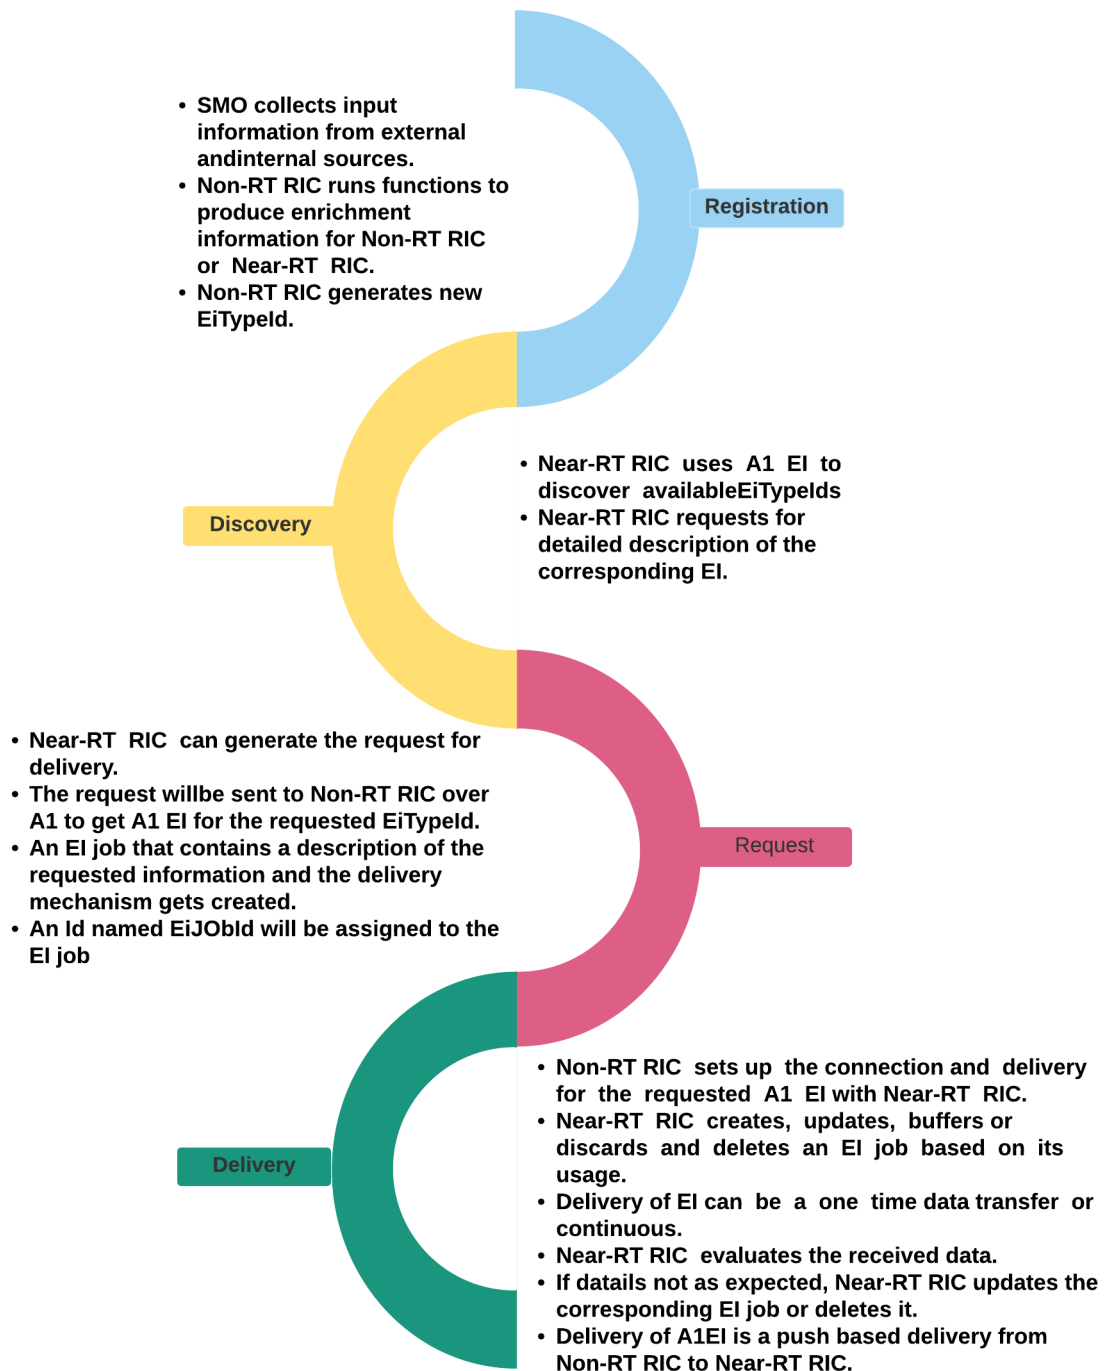 • SMO collects input
information from external
andinternal sources.
• Non-RT RIC runs functions to
produce enrichment
information for Non-RT RIC
or Near-RT RIC.
• Non-RT RIC generates new
EiTypeId.
Registration
Discovery
• Near-RT RIC uses A1 EI to
discover availableEiTypeIds
• Near-RT RIC requests for
detailed description of the
corresponding EI.
• Near-RT RIC can generate the request for
delivery.
• The request willbe sent to Non-RT RIC over
A1 to get A1 EI for the requested EiTypeId.
• An EI job that contains a description of the
requested information and the delivery
mechanism gets created.
• An Id named EiJObId will be assigned to the
EI job
Request
Delivery
• Non-RT RIC sets up the connection and delivery
for the requested A1 EI with Near-RT RIC.
• Near-RT RIC creates, updates, buffers or
discards and deletes an EI job based on its
usage.
• Delivery of EI can be a one time data transfer or
continuous.
• Near-RT RIC evaluates the received data.
• If datails not as expected, Near-RT RIC updates the
corresponding EI job or deletes it.
• Delivery of A1EI is a push based delivery from
Non-RT RIC to Near-RT RIC.